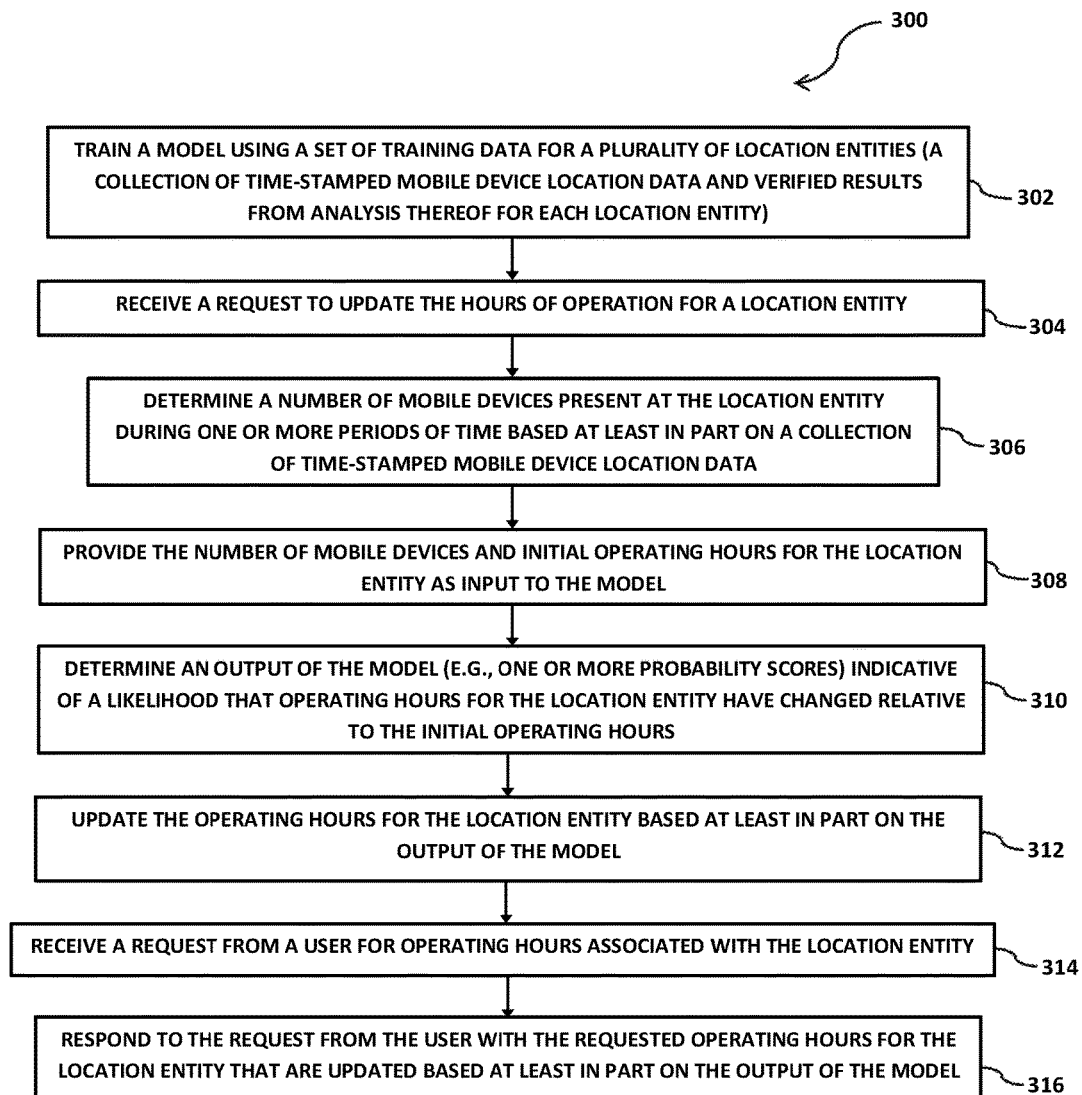 300
TRAIN A MODEL USING A SET OF TRAINING DATA FOR A PLURALITY OF LOCATION ENTITIES (A
COLLECTION OF TIME-STAMPED MOBILE DEVICE LOCATION DATA AND VERIFIED RESULTS
FROM ANALYSIS THEREOF FOR EACH LOCATION ENTITY)
302
RECEIVE A REQUEST TO UPDATE THE HOURS OF OPERATION FOR A LOCATION ENTITY
304
DETERMINE A NUMBER OF MOBILE DEVICES PRESENT AT THE LOCATION ENTITY
DURING ONE OR MORE PERIODS OF TIME BASED AT LEAST IN PART ON A COLLECTION
OF TIME-STAMPED MOBILE DEVICE LOCATION DATA
306
PROVIDE THE NUMBER OF MOBILE DEVICES AND INITIAL OPERATING HOURS FOR THE LOCATION
ENTITY AS INPUT TO THE MODEL
308
DETERMINE AN OUTPUT OF THE MODEL (E.G., ONE OR MORE PROBABILITY SCORES) INDICATIVE
OF A LIKELIHOOD THAT OPERATING HOURS FOR THE LOCATION ENTITY HAVE CHANGED RELATIVE
TO THE INITIAL OPERATING HOURS
310
UPDATE THE OPERATING HOURS FOR THE LOCATION ENTITY BASED AT LEAST IN PART ON THE
OUTPUT OF THE MODEL
312
RECEIVE A REQUEST FROM A USER FOR OPERATING HOURS ASSOCIATED WITH THE LOCATION ENTITY
314
RESPOND TO THE REQUEST FROM THE USER WITH THE REQUESTED OPERATING HOURS FOR THE
LOCATION ENTITY THAT ARE UPDATED BASED AT LEAST IN PART ON THE OUTPUT OF THE MODEL
316